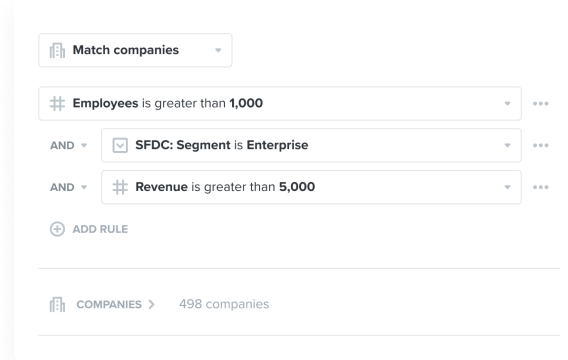 Match companies
Employees is greater than 1,000
AND SFDC: Segment is Enterprise
AND Revenue is greater than 5,000
ADD RULE
COMPANIES 498 companies